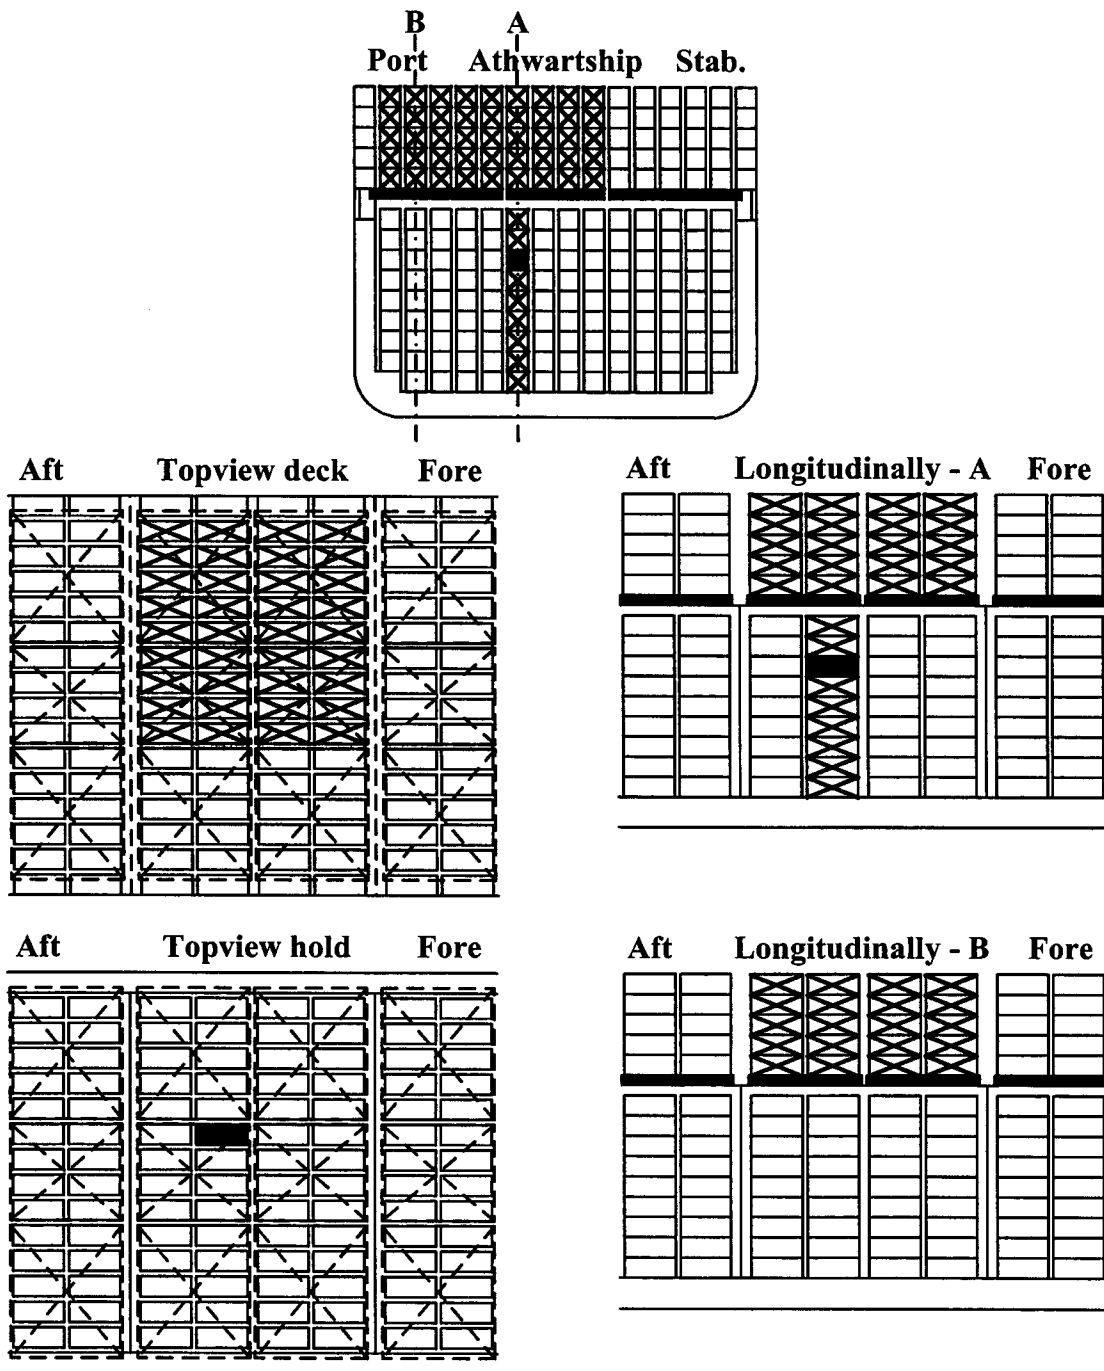 B A
Port Athwartship Stab.
Aft Topview deck Fore
Aft Longitudinally - A Fore
Aft Topview hold Fore
Aft Longitudinally - B Fore